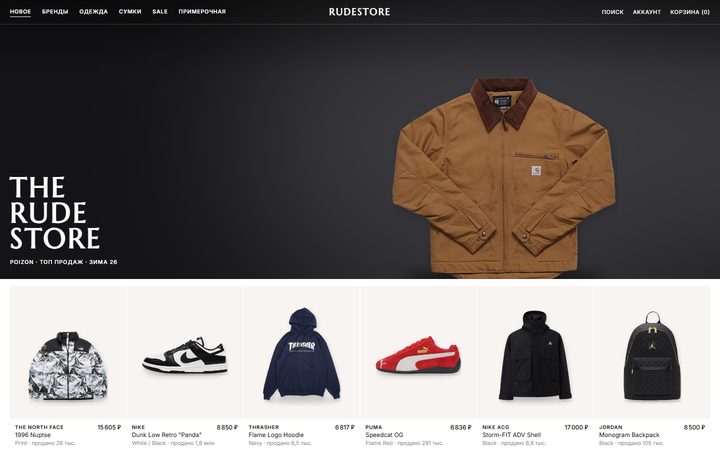 НОВОЕ БРЕНДЫ ОДЕЖДА СУМКИ SALE ПРИМЕРОЧНАЯ RUDESTORE ПОИСК АККАУНТ КОРЗИНА (0)
THE
RUDE
STORE
POIZON · ТОП ПРОДАЖ · ЗИМА 26
THRASHER
THE NORTH FACE 15 605 ₽
1996 Nuptse
Print · продано 26 тыс.
NIKE 8 850 ₽
Dunk Low Retro "Panda"
White / Black · продано 1,8 млн
THRASHER 6 817 ₽
Flame Logo Hoodie
Navy · продано 6,5 тыс.
PUMA 6 836 ₽
Speedcat OG
Flame Red · продано 291 тыс.
NIKE ACG 17 000 ₽
Storm-FIT ADV Shell
Black · продано 6,8 тыс.
JORDAN 8 500 ₽
Monogram Backpack
Black · продано 105 тыс.